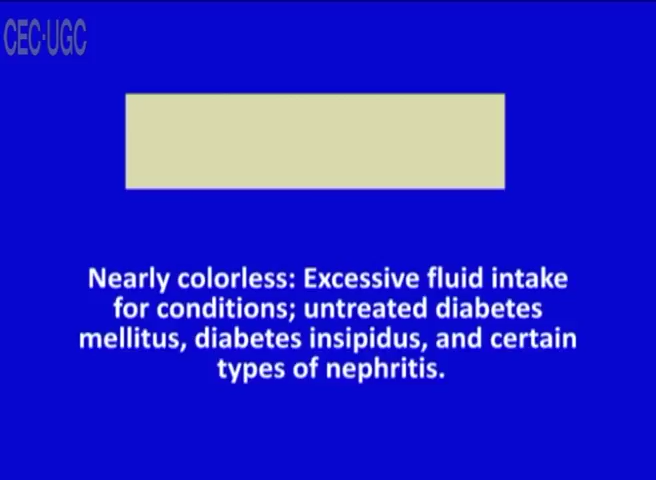 CEC-UGC
Nearly colorless: Excessive fluid intake
for conditions; untreated diabetes
mellitus, diabetes insipidus, and certain
types of nephritis.